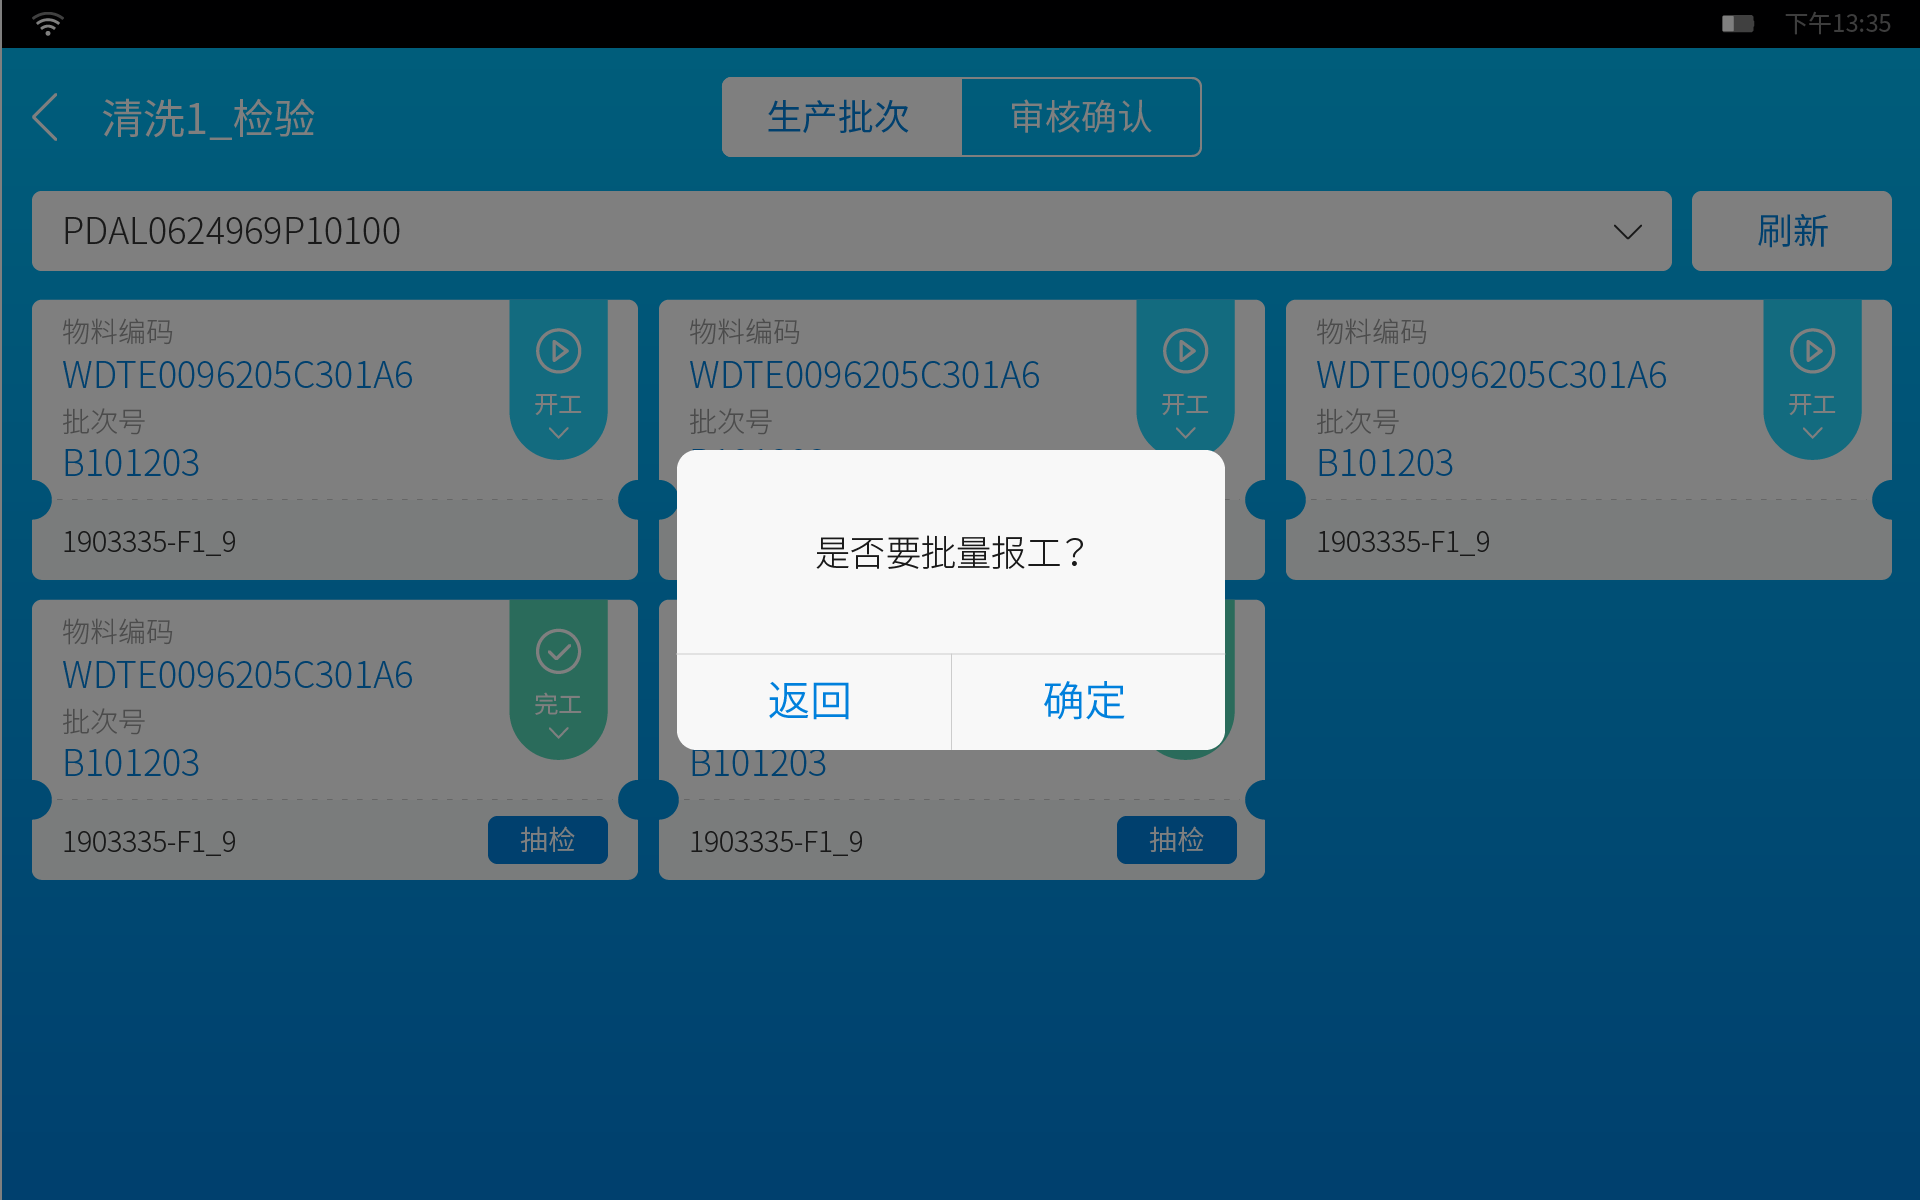 下午13:35
清洗1_检验
生产批次
审核确认
PDAL0624969P10100
刷新
物料编码
WDTE0096205C301A6
批次号
B101203
开工
1903335-F1_9
物料编码
WDTE0096205C301A6
批次号
开工
物料编码
WDTE0096205C301A6
批次号
B101203
开工
1903335-F1_9
是否要批量报工？
返回
确定
物料编码
WDTE0096205C301A6
批次号
B101203
完工
1903335-F1_9
抽检
B101203
1903335-F1_9
抽检